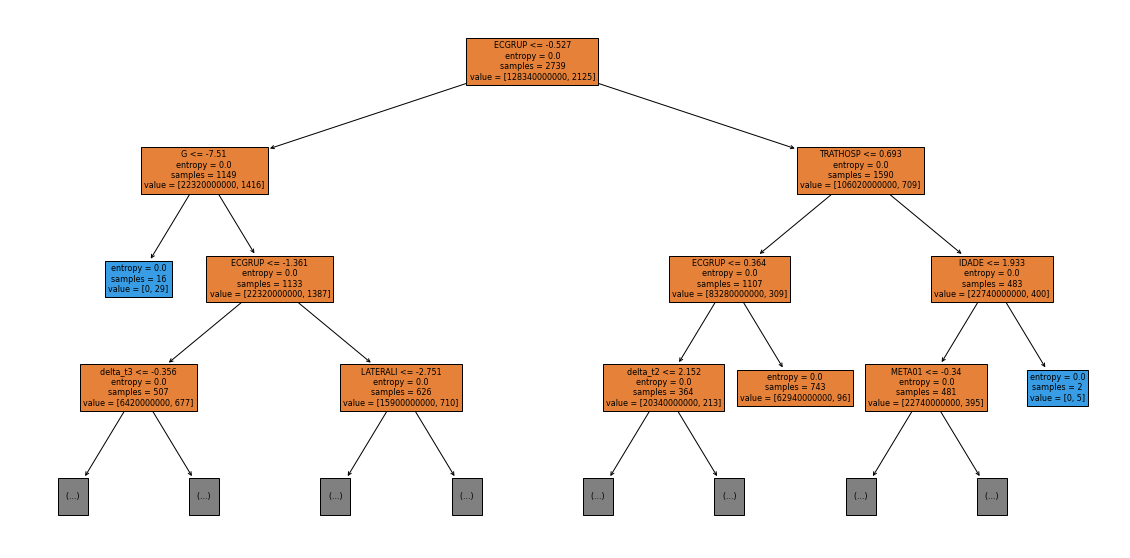 ECGRUP <= -0.527
entropy = 0.0
samples = 2739
value = [128340000000, 2125]
G <= -7.51
entropy = 0.0
samples = 1149
value = [22320000000, 1416]
TRATHOSP <= 0.693
entropy = 0.0
samples = 1590
value = [106020000000, 709]
entropy = 0.0
samples = 16
value = [0, 29]
ECGRUP <= -1.361
entropy = 0.0
samples = 1133
value = [22320000000, 1387]
ECGRUP <= 0.364
entropy = 0.0
samples = 1107
value = [83280000000, 309]
IDADE <= 1.933
entropy = 0.0
samples = 483
value = [22740000000, 400]
delta_t3 <= -0.356
entropy = 0.0
samples = 507
value = [6420000000, 677]
LATERALI <= -2.751
entropy = 0.0
samples = 626
value = [15900000000, 710]
delta_t2 <= 2.152
entropy = 0.0
samples = 364
value = [20340000000, 213]
entropy = 0.0
samples = 743
value = [62940000000, 96]
META01 <= -0.34
entropy = 0.0
samples = 481
value = [22740000000, 395]
entropy = 0.0
samples = 2
value = [0, 5]
(...)
(...)
(...)
(...)
(...)
(...)
(...)
(...)